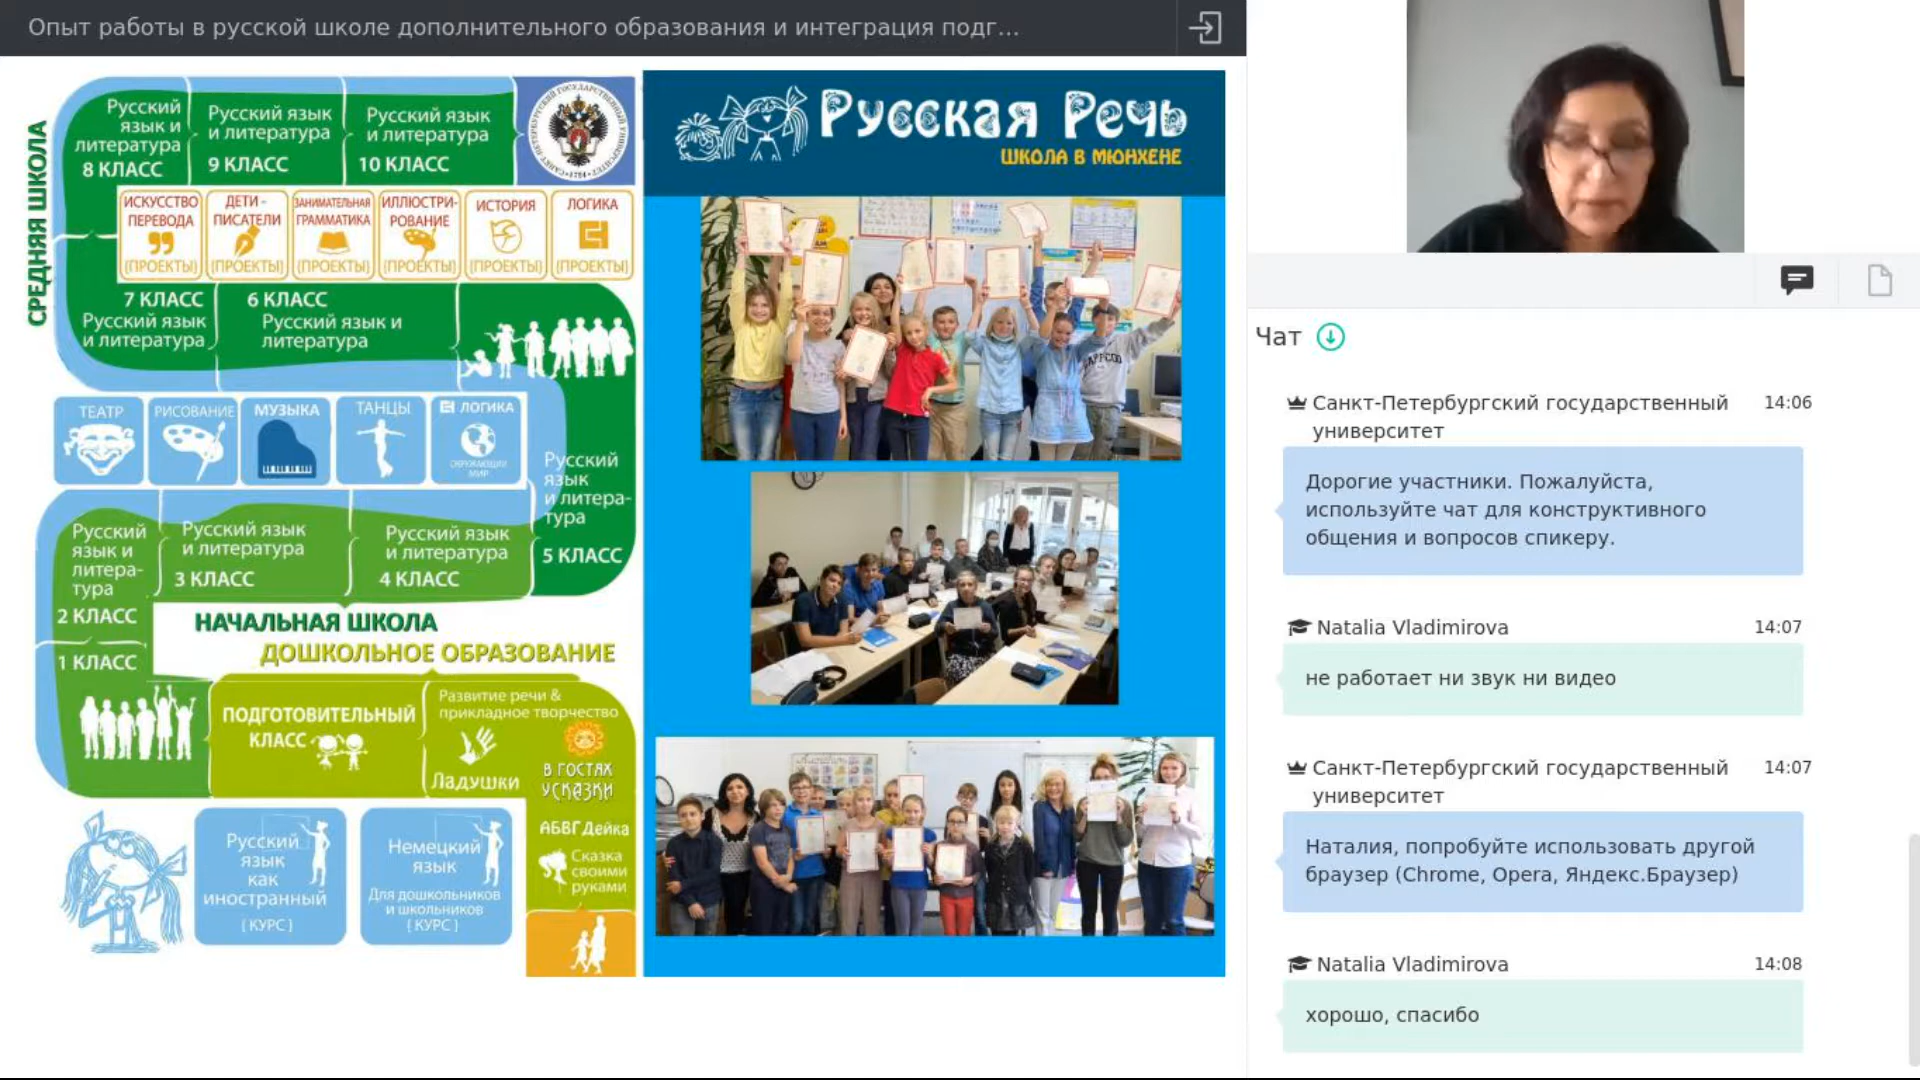 Опыт работы в русской школе дополнительного образования и интеграция подг...
СРЕДНЯЯ ШКОЛА
Русский
язык и
литература
8 КЛАСС
Русский язык
и литература
9 КЛАСС
Русский язык
и литература
10 КЛАСС
САНКТ-ПЕТЕРБУРГСКИЙ ГОСУДАРСТВЕННЫЙ УНИВЕРСИТЕТ
•1724•
ИСКУССТВО
ПЕРЕВОДА
(ПРОЕКТЫ)
ДЕТИ -
ПИСАТЕЛИ
(ПРОЕКТЫ)
ЗАНИМАТЕЛЬНАЯ
ГРАММАТИКА
(ПРОЕКТЫ)
ИЛЛЮСТРИ-
РОВАНИЕ
(ПРОЕКТЫ)
ИСТОРИЯ
(ПРОЕКТЫ)
ЛОГИКА
(ПРОЕКТЫ)
7 КЛАСС
Русский язык
и литература
6 КЛАСС
Русский язык и
литература
ТЕАТР
РИСОВАНИЕ
МУЗЫКА
ТАНЦЫ
ЛОГИКА
ОКРУЖАЮЩИЙ
МИР
Русский
язык
и литера-
тура
5 КЛАСС
Русский
язык и
литера-
тура
2 КЛАСС
Русский язык
и литература
3 КЛАСС
Русский язык
и литература
4 КЛАСС
1 КЛАСС
НАЧАЛЬНАЯ ШКОЛА
ДОШКОЛЬНОЕ ОБРАЗОВАНИЕ
ПОДГОТОВИТЕЛЬНЫЙ
КЛАСС
Развитие речи &
прикладное творчество
Ладушки
В ГОСТЯХ
У СКАЗКИ
АБВГДейка
Сказка
своими
руками
Русский
язык
как
иностранный
( КУРС )
Немецкий
язык
Для дошкольников
и школьников
( КУРС )
Русская Речь
ШКОЛА В МЮНХЕНЕ
Чат
Санкт-Петербургский государственный
университет
14:06
Дорогие участники. Пожалуйста,
используйте чат для конструктивного
общения и вопросов спикеру.
Natalia Vladimirova
14:07
не работает ни звук ни видео
Санкт-Петербургский государственный
университет
14:07
Наталия, попробуйте использовать другой
браузер (Chrome, Opera, Яндекс.Браузер)
Natalia Vladimirova
14:08
хорошо, спасибо